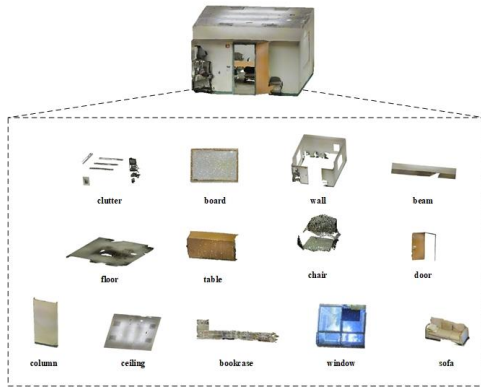 clutter
board
wall
beam
floor
table
chair
door
column
ceiling
bookcase
window
sofa